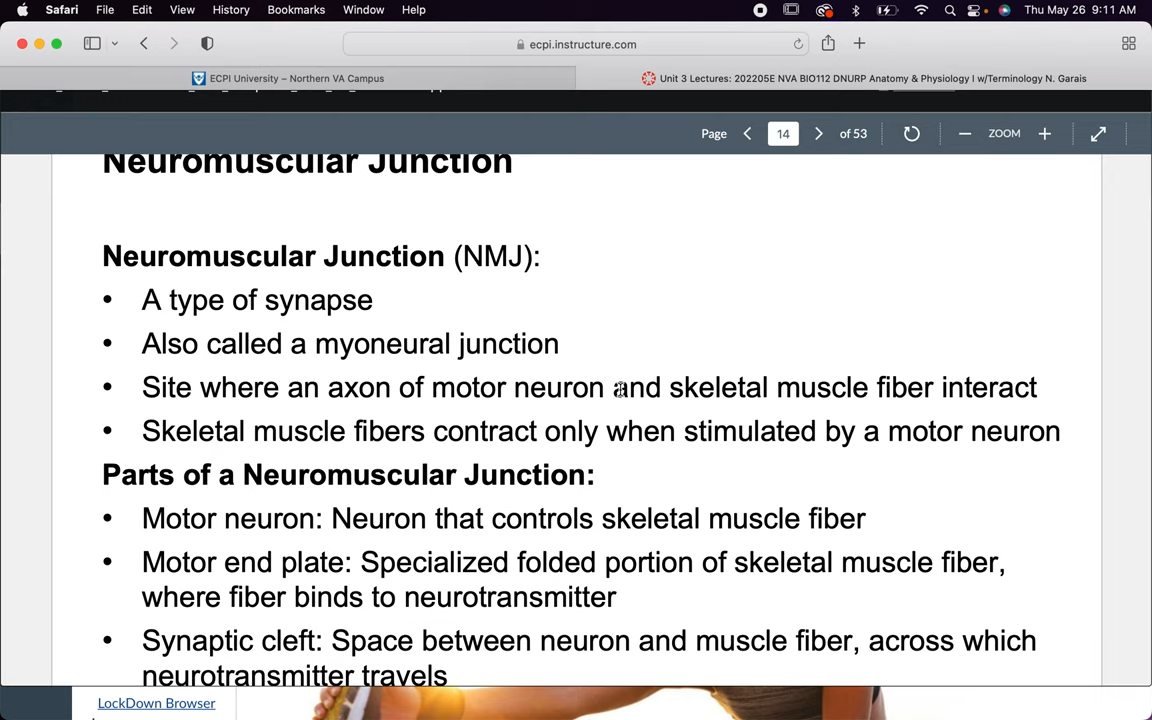 Safari File Edit View History Bookmarks Window Help Thu May 26 9:11 AM
ecpi.instructure.com
ECPI University – Northern VA Campus Unit 3 Lectures: 202205E NVA BIO112 DNURP Anatomy & Physiology I w/Terminology N. Garais
Page 14 of 53 ZOOM
Neuromuscular Junction
Neuromuscular Junction (NMJ):
• A type of synapse
• Also called a myoneural junction
• Site where an axon of motor neuron and skeletal muscle fiber interact
• Skeletal muscle fibers contract only when stimulated by a motor neuron
Parts of a Neuromuscular Junction:
• Motor neuron: Neuron that controls skeletal muscle fiber
• Motor end plate: Specialized folded portion of skeletal muscle fiber,
where fiber binds to neurotransmitter
• Synaptic cleft: Space between neuron and muscle fiber, across which
neurotransmitter travels
LockDown Browser